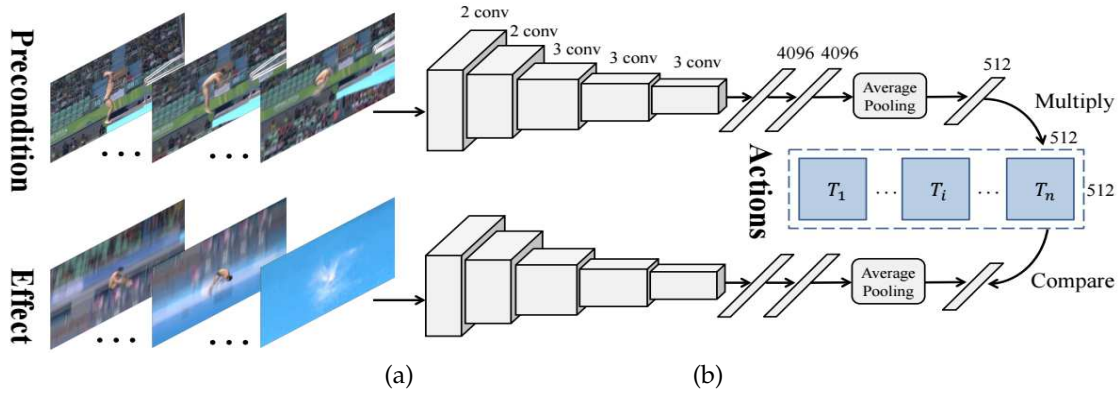 Precondition
2 conv
2 conv
3 conv
3 conv
3 conv
4096 4096
Average
Pooling
512
Multiply
512
Actions
T₁ ... Tᵢ ... Tₙ
512
Effect
Average
Pooling
Compare
(a)
(b)